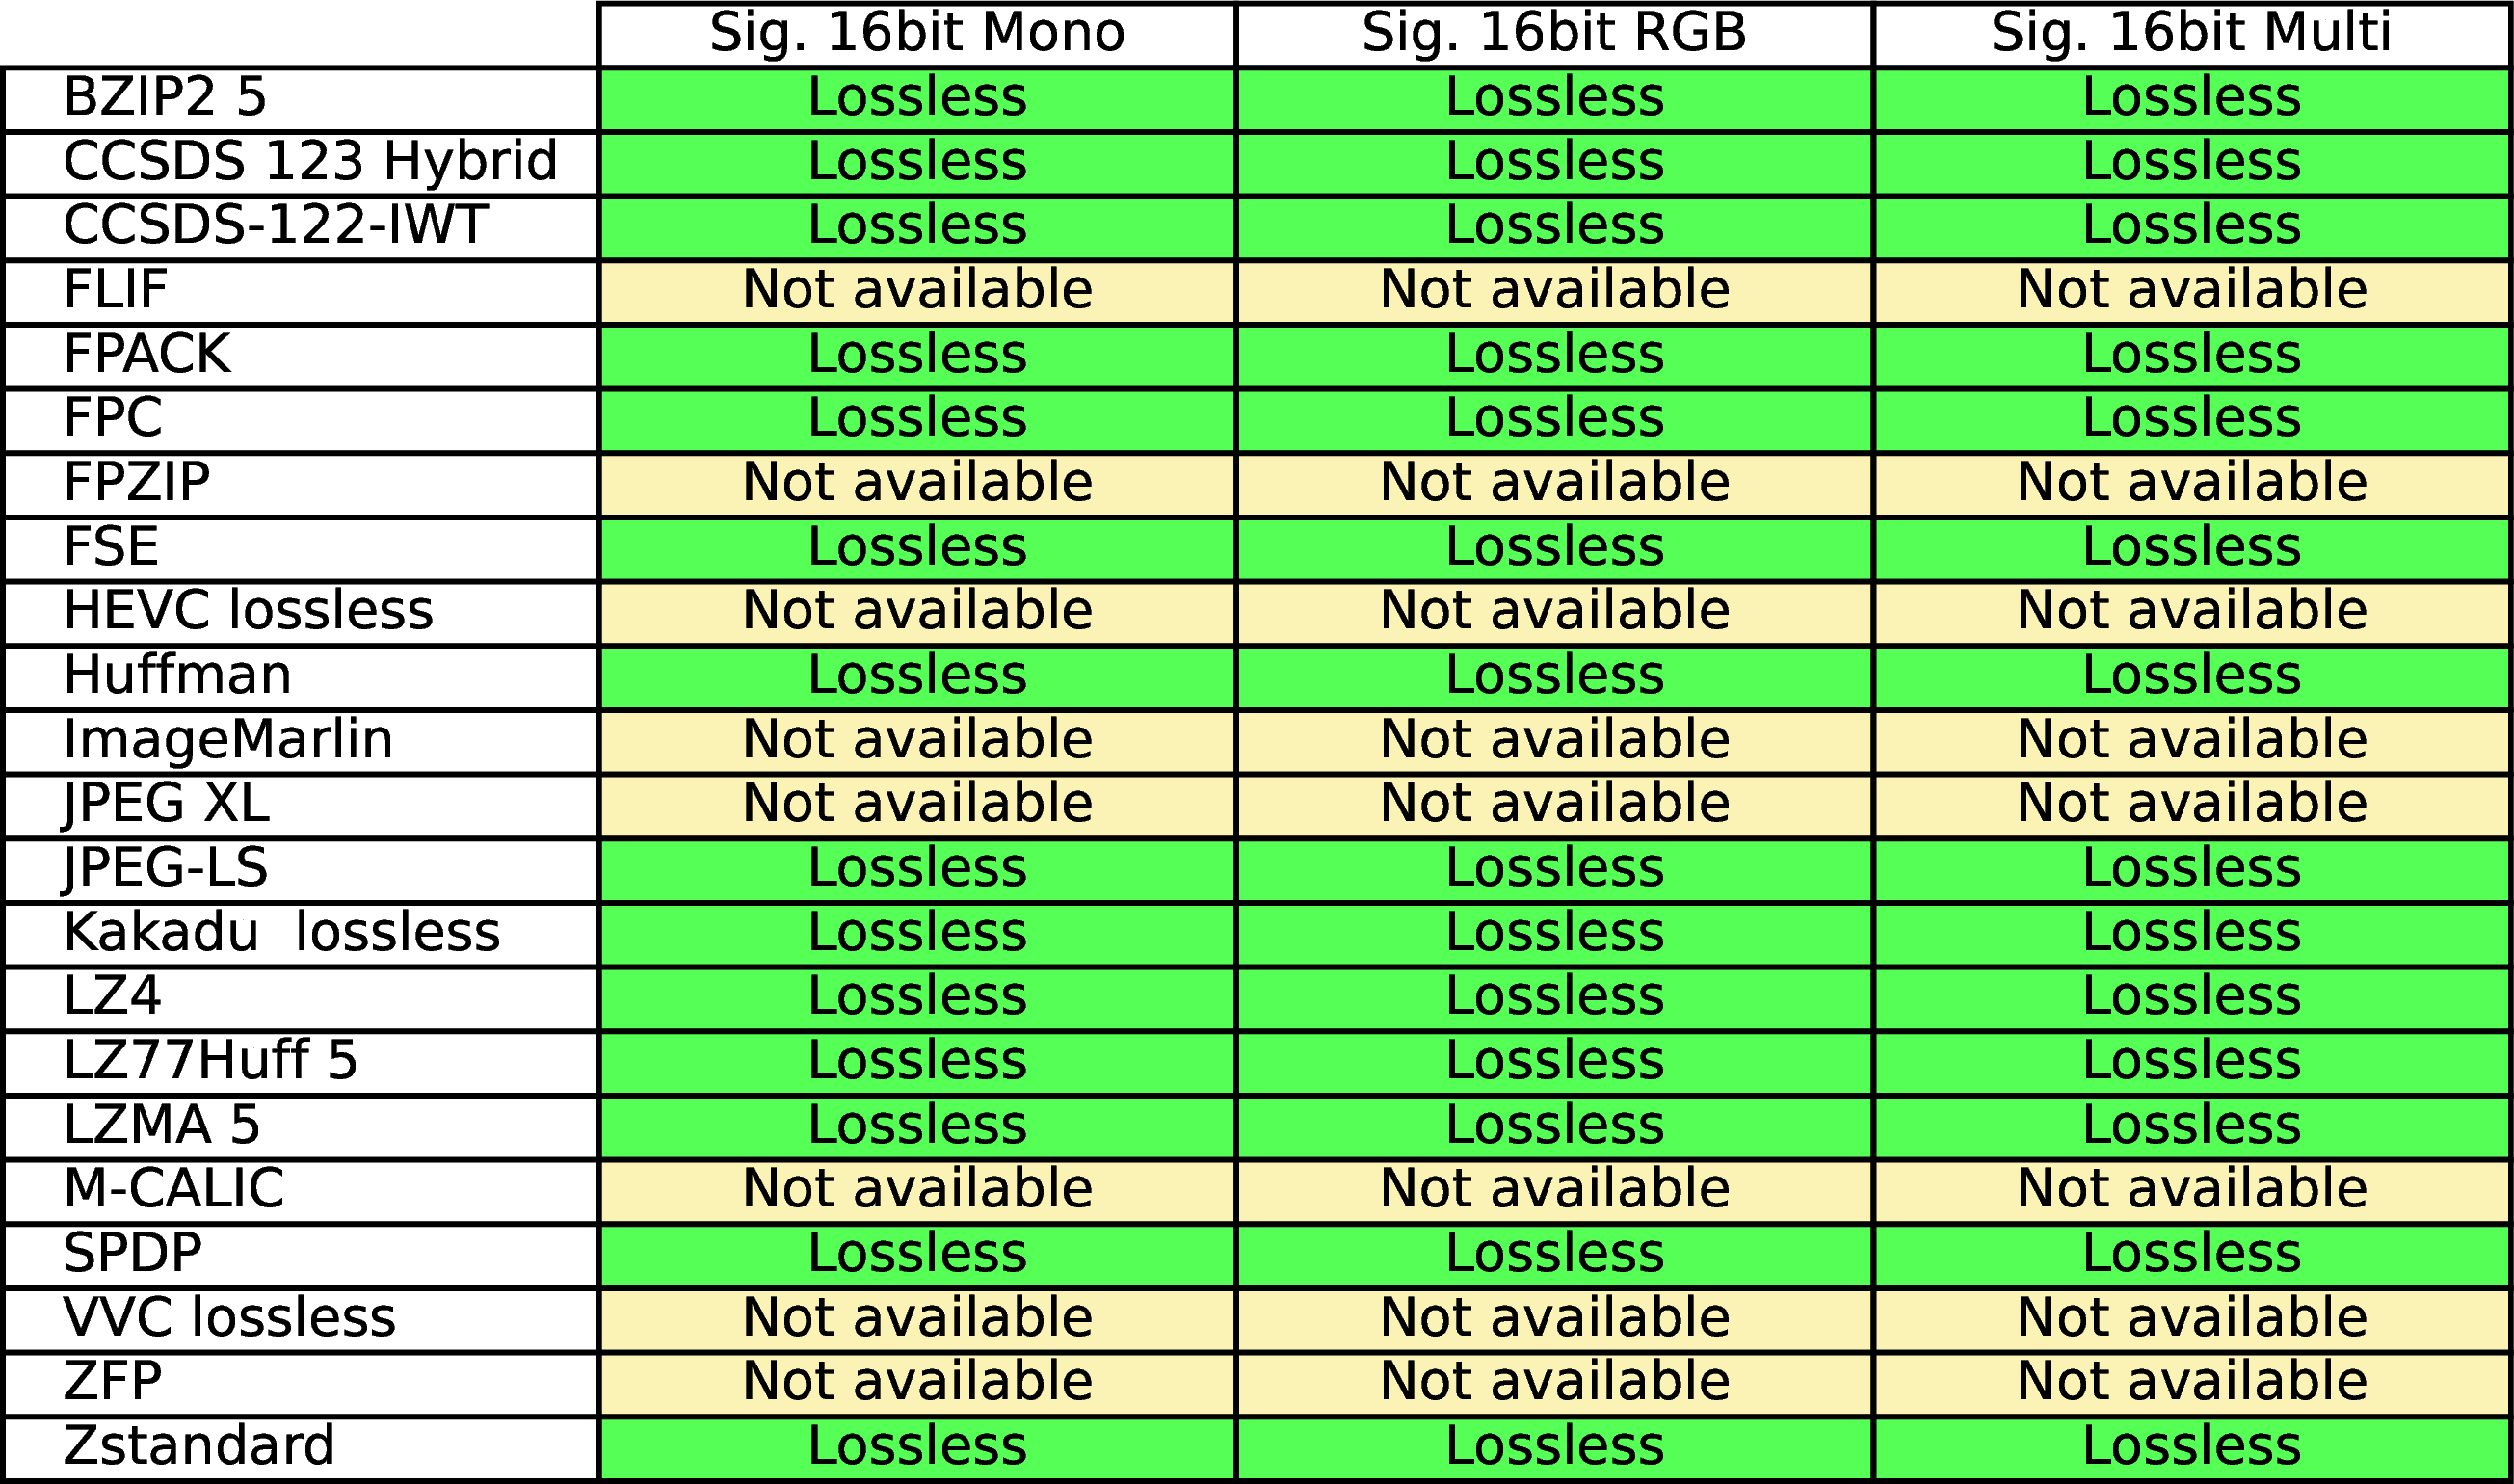 Sig. 16bit Mono Sig. 16bit RGB Sig. 16bit Multi
BZIP2 5 Lossless Lossless Lossless
CCSDS 123 Hybrid Lossless Lossless Lossless
CCSDS-122-IWT Lossless Lossless Lossless
FLIF Not available Not available Not available
FPACK Lossless Lossless Lossless
FPC Lossless Lossless Lossless
FPZIP Not available Not available Not available
FSE Lossless Lossless Lossless
HEVC lossless Not available Not available Not available
Huffman Lossless Lossless Lossless
ImageMarlin Not available Not available Not available
JPEG XL Not available Not available Not available
JPEG-LS Lossless Lossless Lossless
Kakadu lossless Lossless Lossless Lossless
LZ4 Lossless Lossless Lossless
LZ77Huff 5 Lossless Lossless Lossless
LZMA 5 Lossless Lossless Lossless
M-CALIC Not available Not available Not available
SPDP Lossless Lossless Lossless
VVC lossless Not available Not available Not available
ZFP Not available Not available Not available
Zstandard Lossless Lossless Lossless